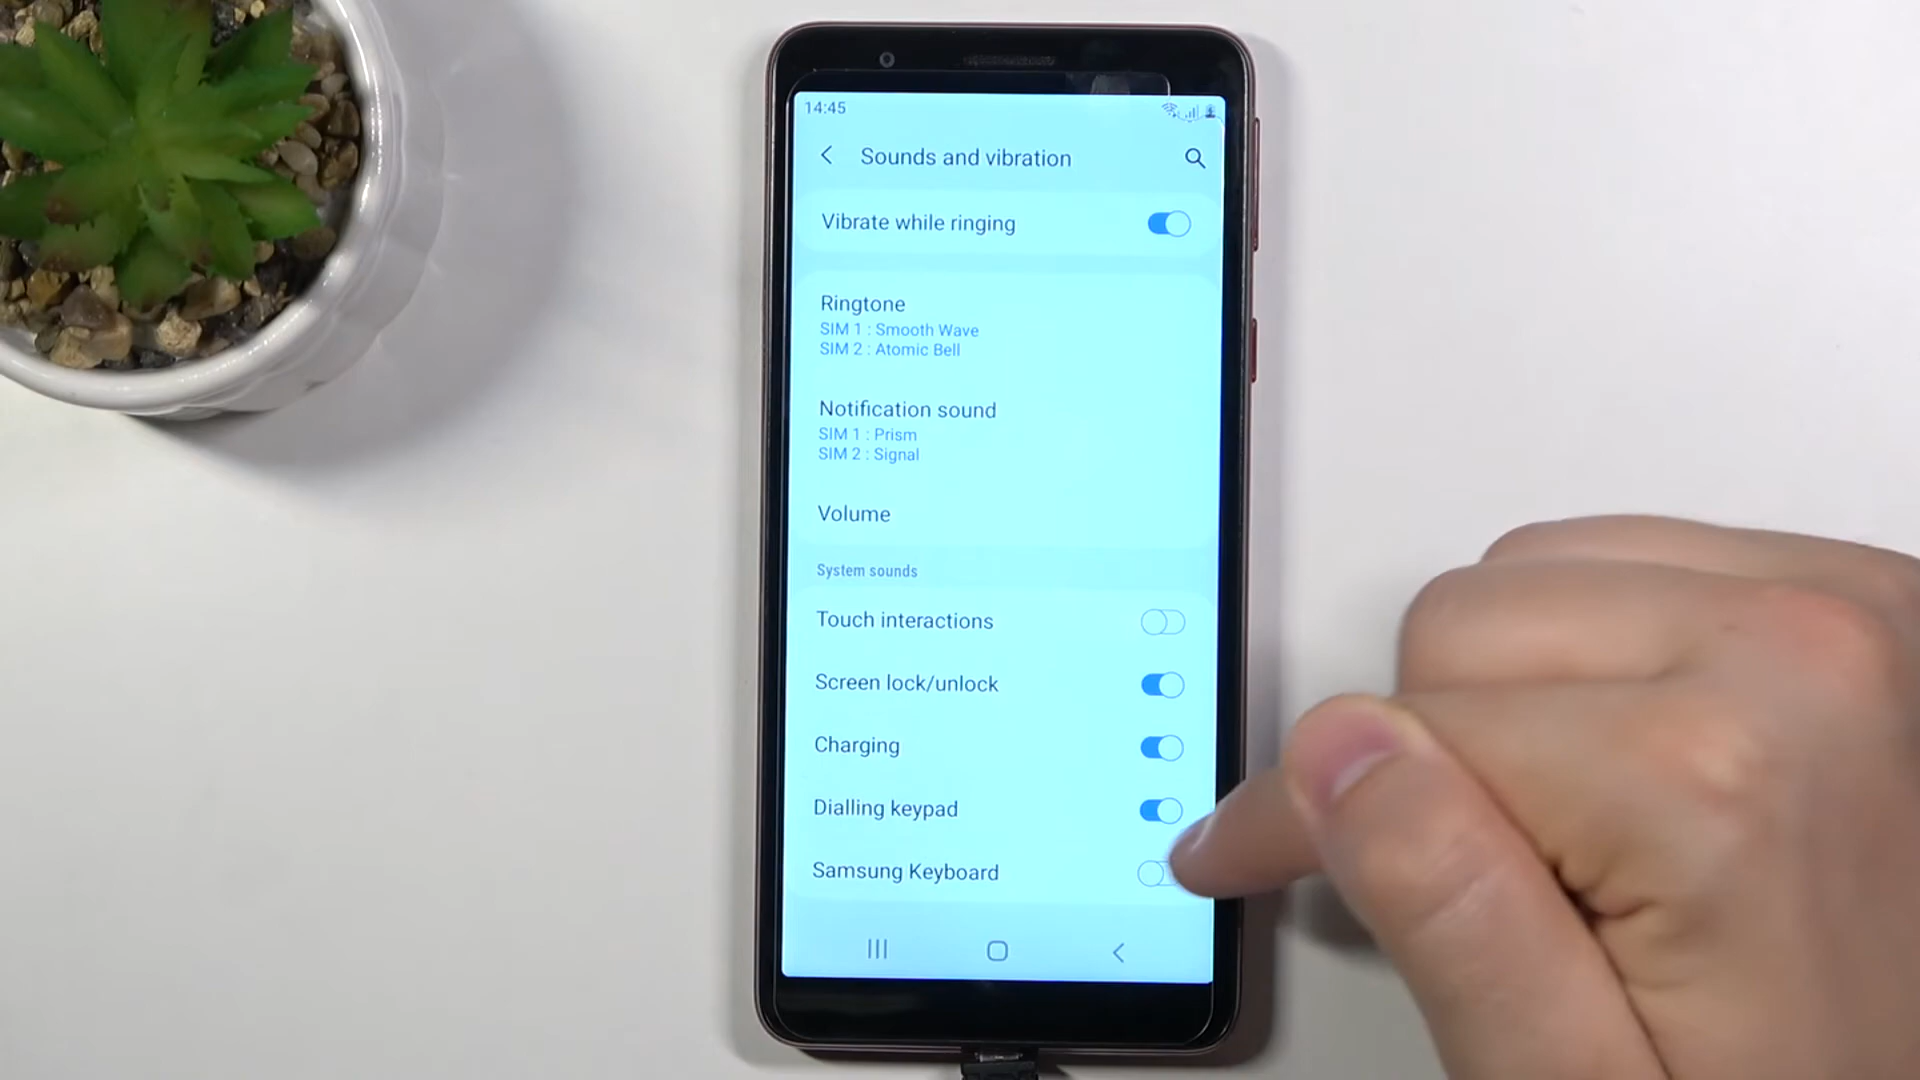 14:45
Sounds and vibration
Vibrate while ringing
Ringtone
SIM 1 : Smooth Wave
SIM 2 : Atomic Bell
Notification sound
SIM 1 : Prism
SIM 2 : Signal
Volume
System sounds
Touch interactions
Screen lock/unlock
Charging
Dialling keypad
Samsung Keyboard